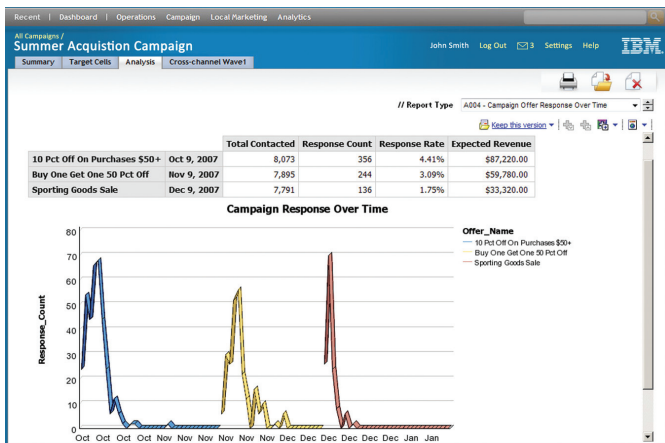 Recent | Dashboard | Operations Campaign Local Marketing Analytics
All Campaigns /
Summer Acquistion Campaign
John Smith Log Out 3 Settings Help IBM
Summary Target Cells Analysis Cross-channel Wave1
// Report Type A004 - Campaign Offer Response Over Time
Keep this version
Total Contacted Response Count Response Rate Expected Revenue
10 Pct Off On Purchases $50+ Oct 9, 2007 8,073 356 4.41% $87,220.00
Buy One Get One 50 Pct Off Nov 9, 2007 7,895 244 3.09% $59,780.00
Sporting Goods Sale Dec 9, 2007 7,791 136 1.75% $33,320.00
Campaign Response Over Time
Offer_Name
10 Pct Off On Purchases $50+
Buy One Get One 50 Pct Off
Sporting Goods Sale
Response_Count
80
70
60
50
40
30
20
10
0
Oct Oct Oct Oct Nov Nov Nov Nov Nov Nov Dec Dec Dec Dec Dec Dec Jan Jan